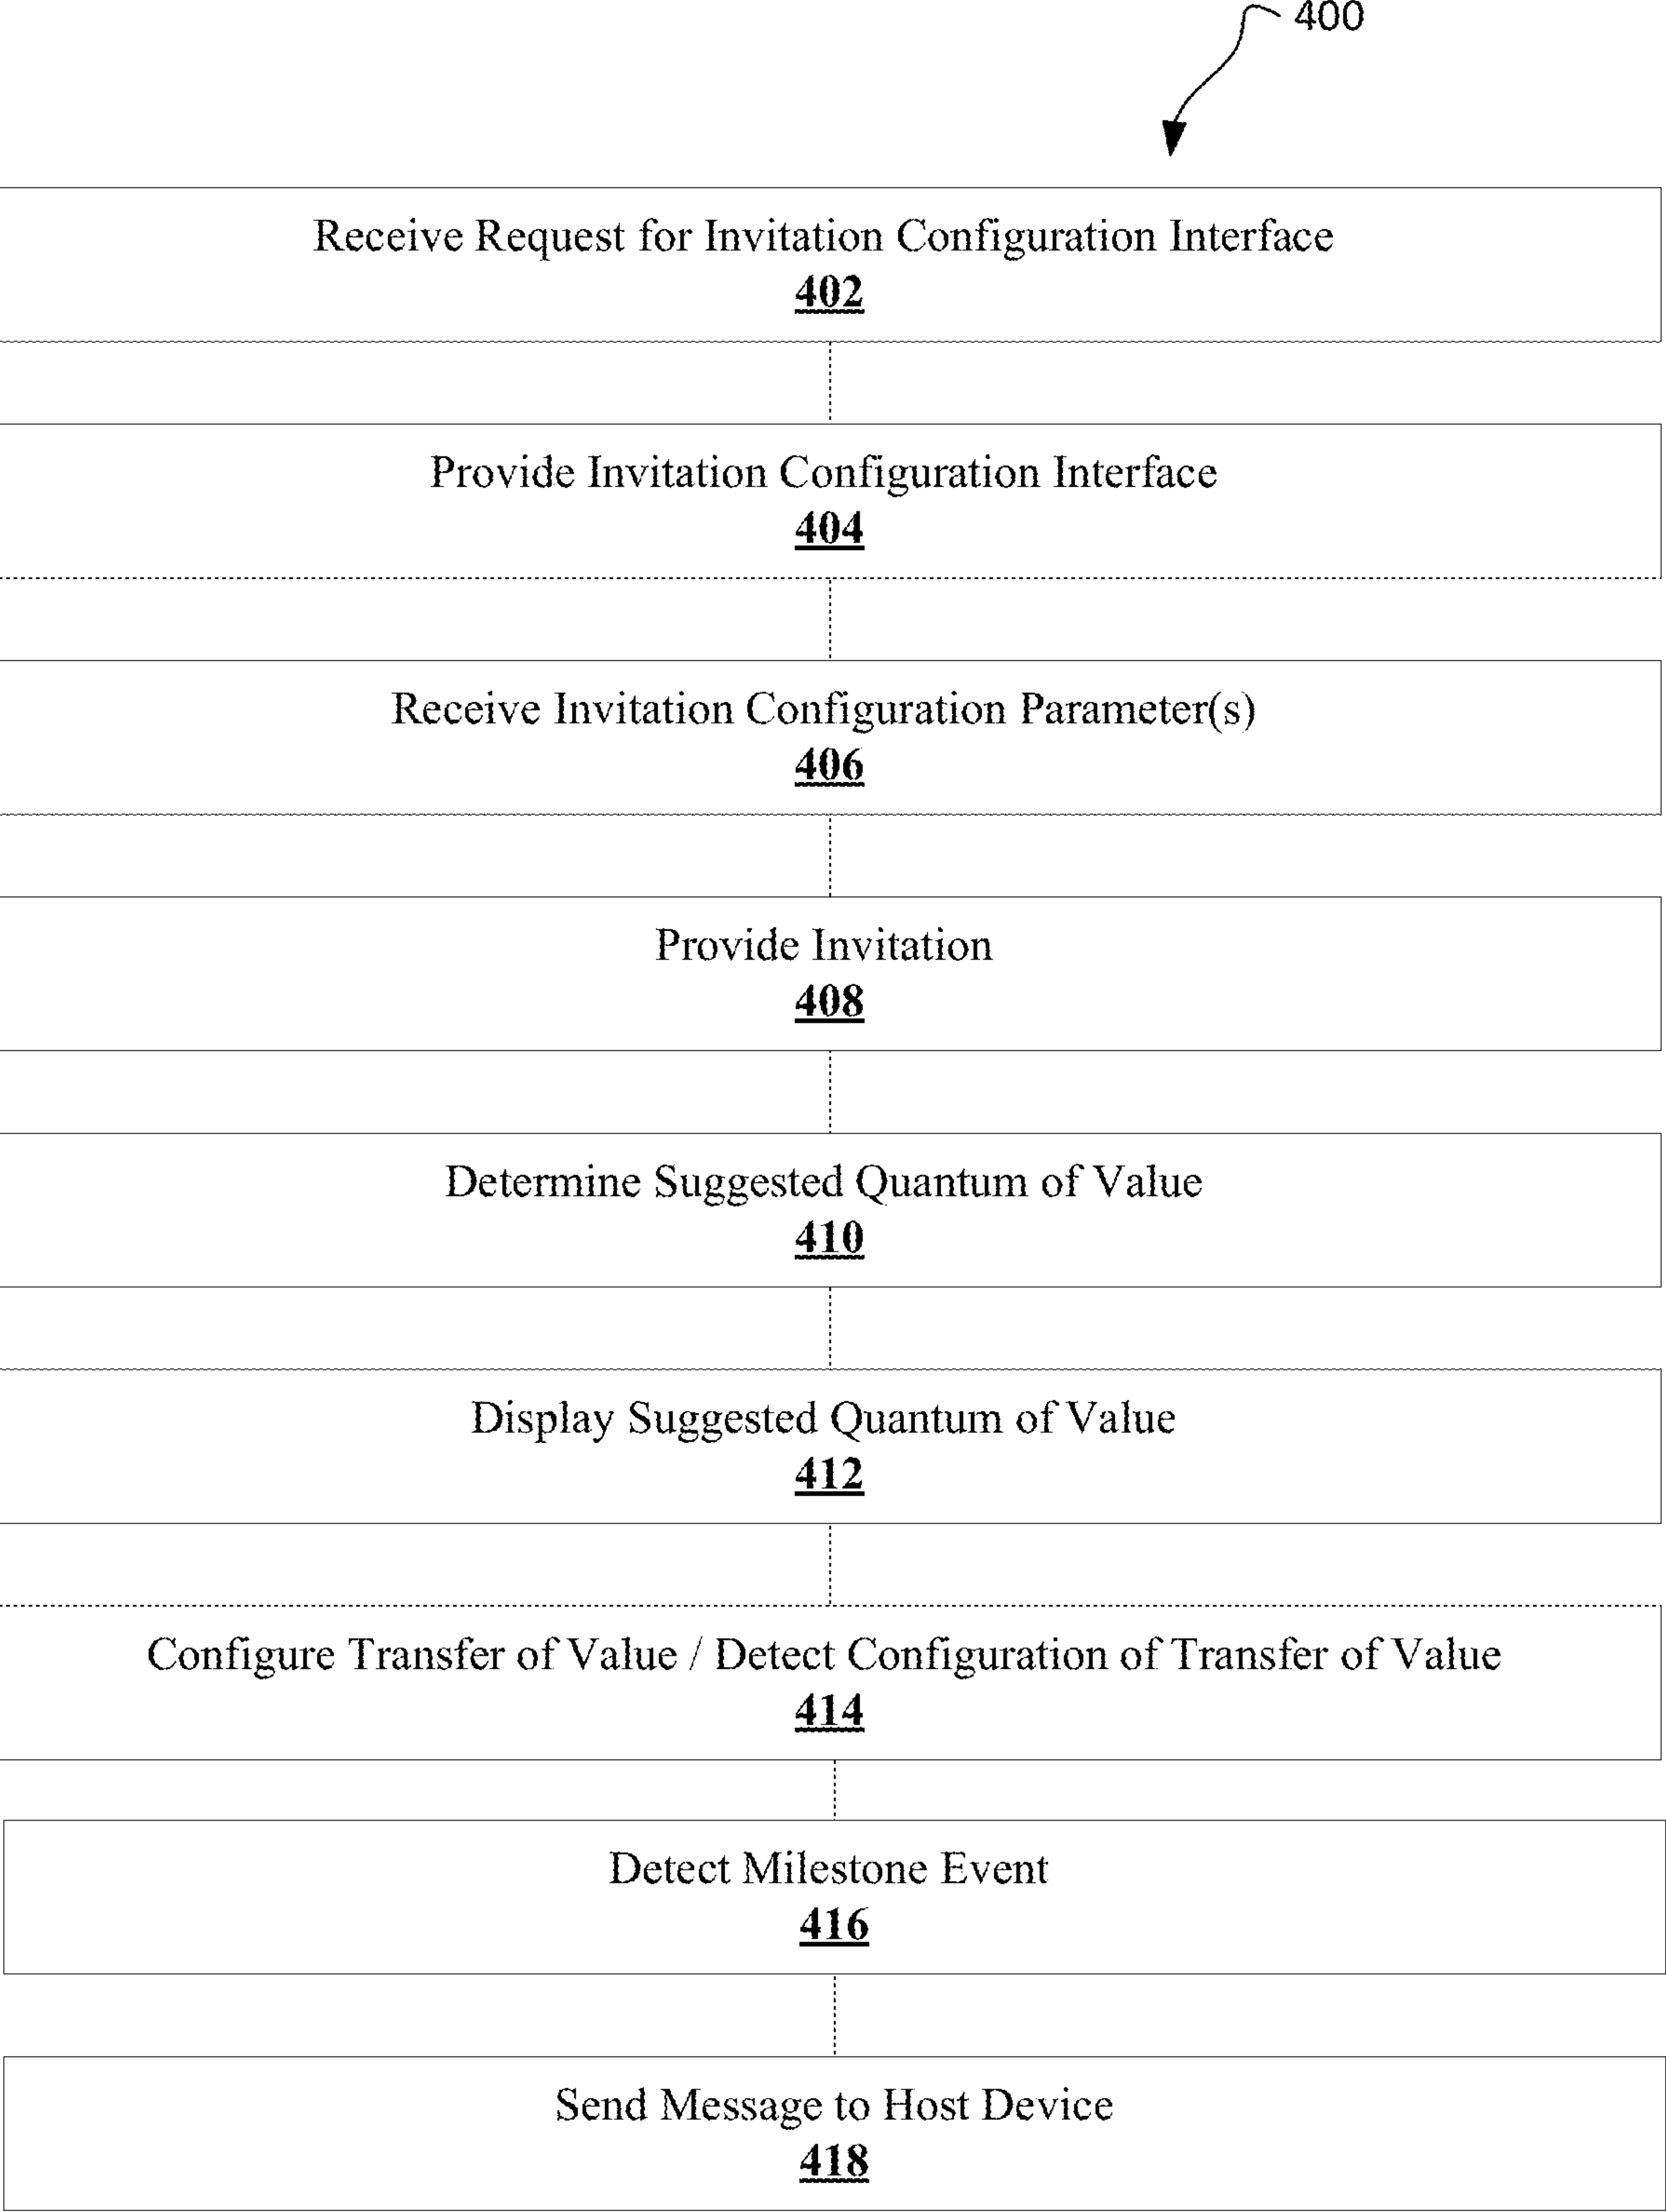 400
Receive Request for Invitation Configuration Interface
402
Provide Invitation Configuration Interface
404
Receive Invitation Configuration Parameter(s)
406
Provide Invitation
408
Determine Suggested Quantum of Value
410
Display Suggested Quantum of Value
412
Configure Transfer of Value / Detect Configuration of Transfer of Value
414
Detect Milestone Event
416
Send Message to Host Device
418